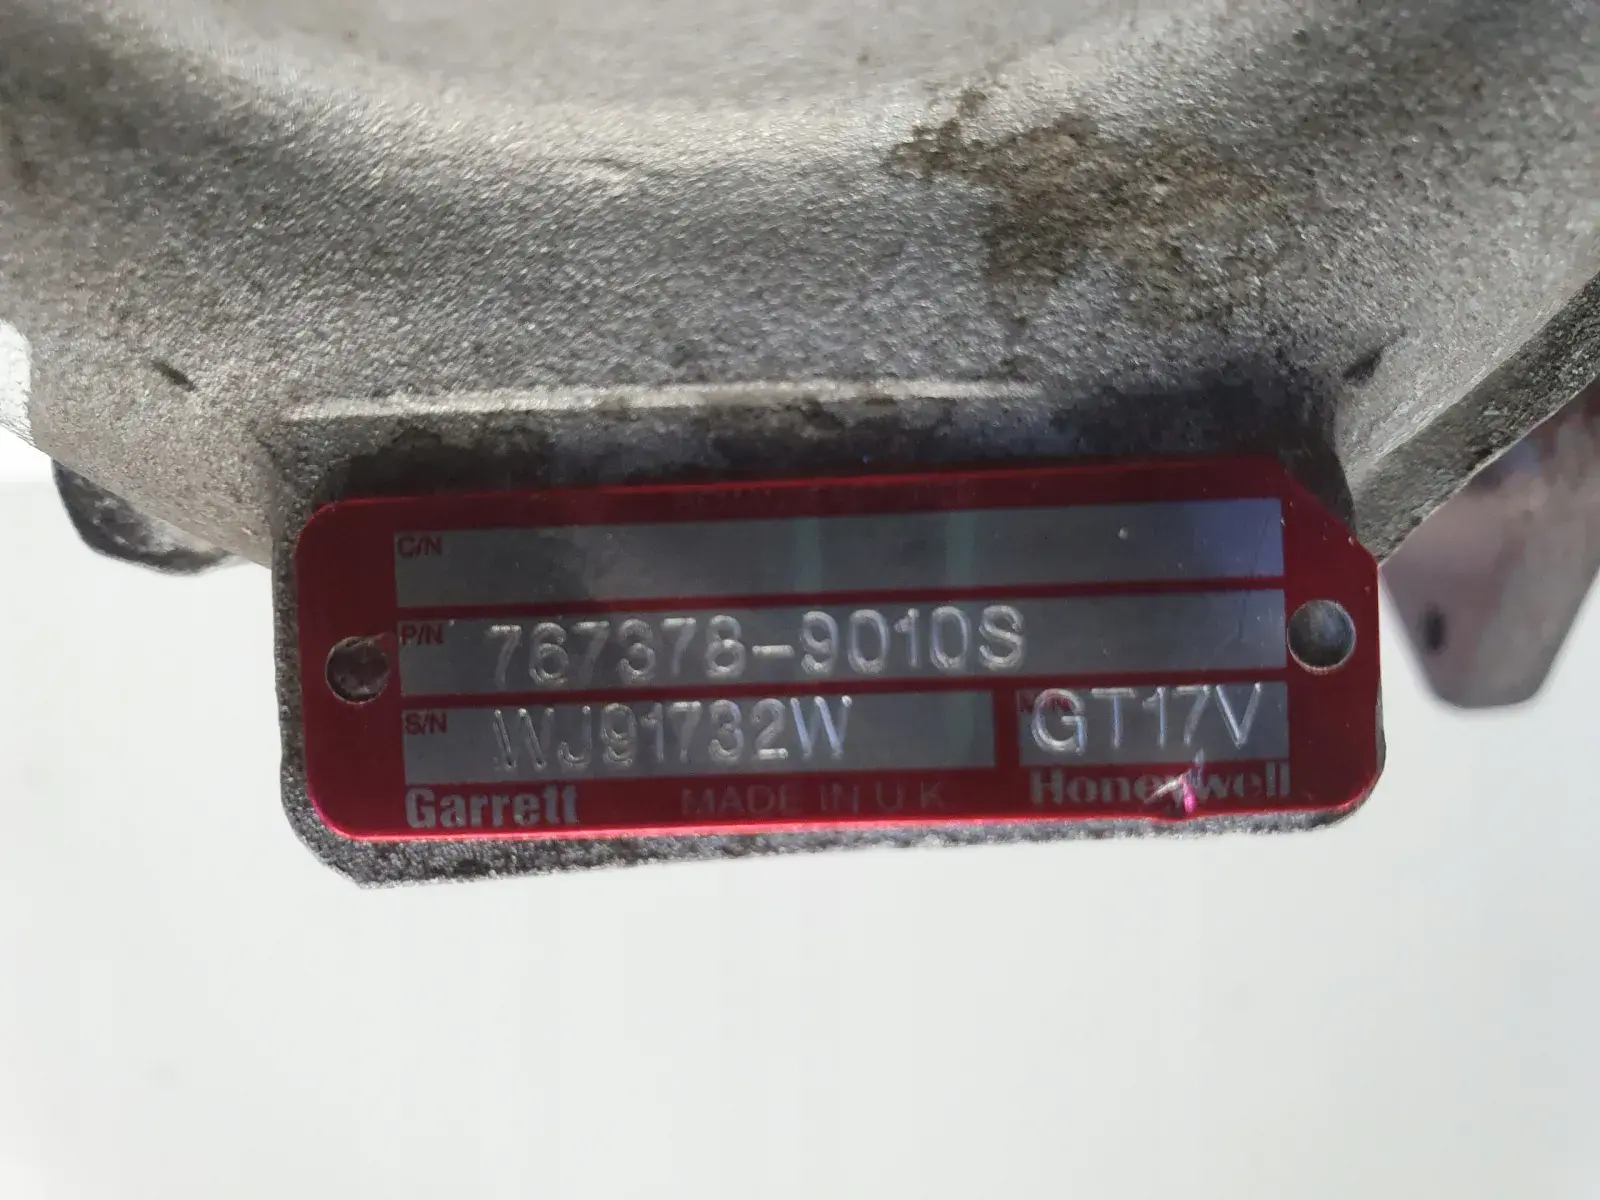 C/N
P/N 767378-9010S
S/N WJ91732W M/N GT17V
Garrett MADE IN U K Honeywell